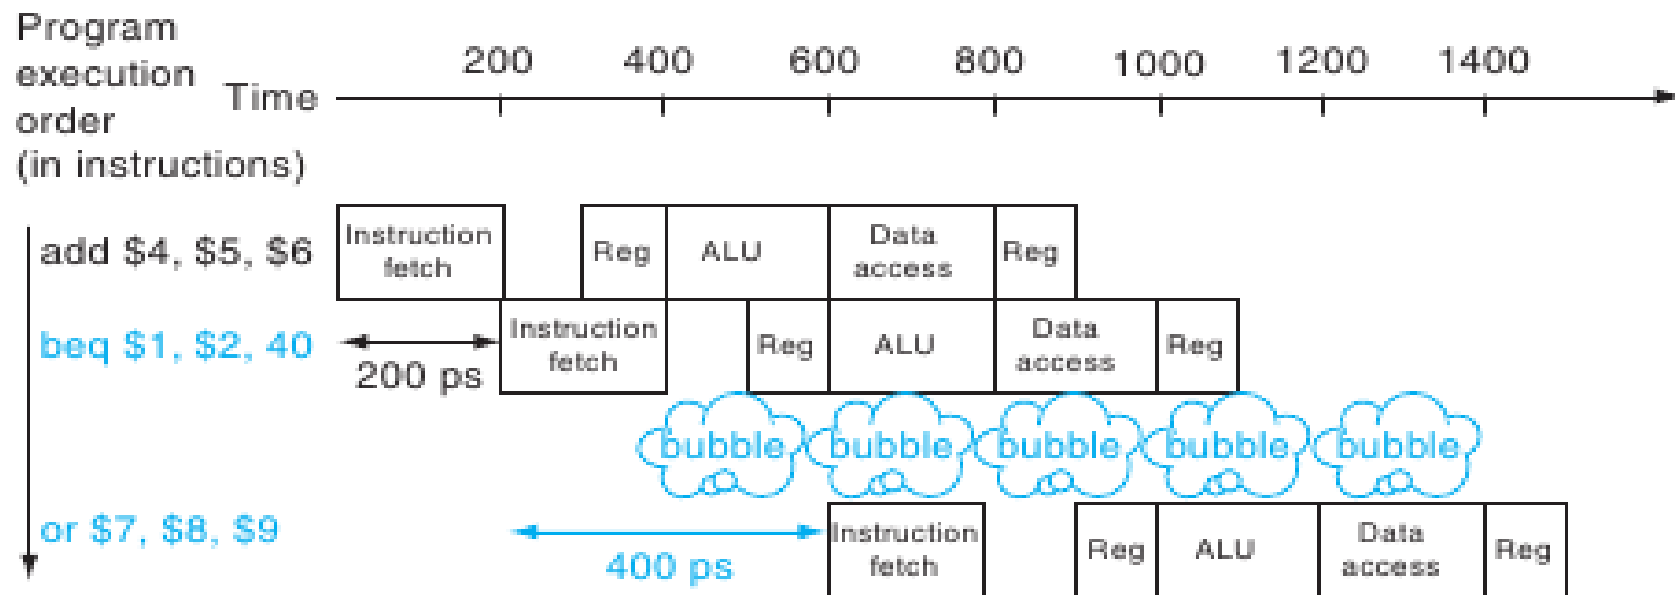 Program
execution
order
(in instructions)
Time
200 400 600 800 1000 1200 1400
add $4, $5, $6
Instruction
fetch
Reg
ALU
Data
access
Reg
beq $1, $2, 40
200 ps
Instruction
fetch
Reg
ALU
Data
access
Reg
bubble bubble bubble bubble bubble
or $7, $8, $9
400 ps
Instruction
fetch
Reg
ALU
Data
access
Reg